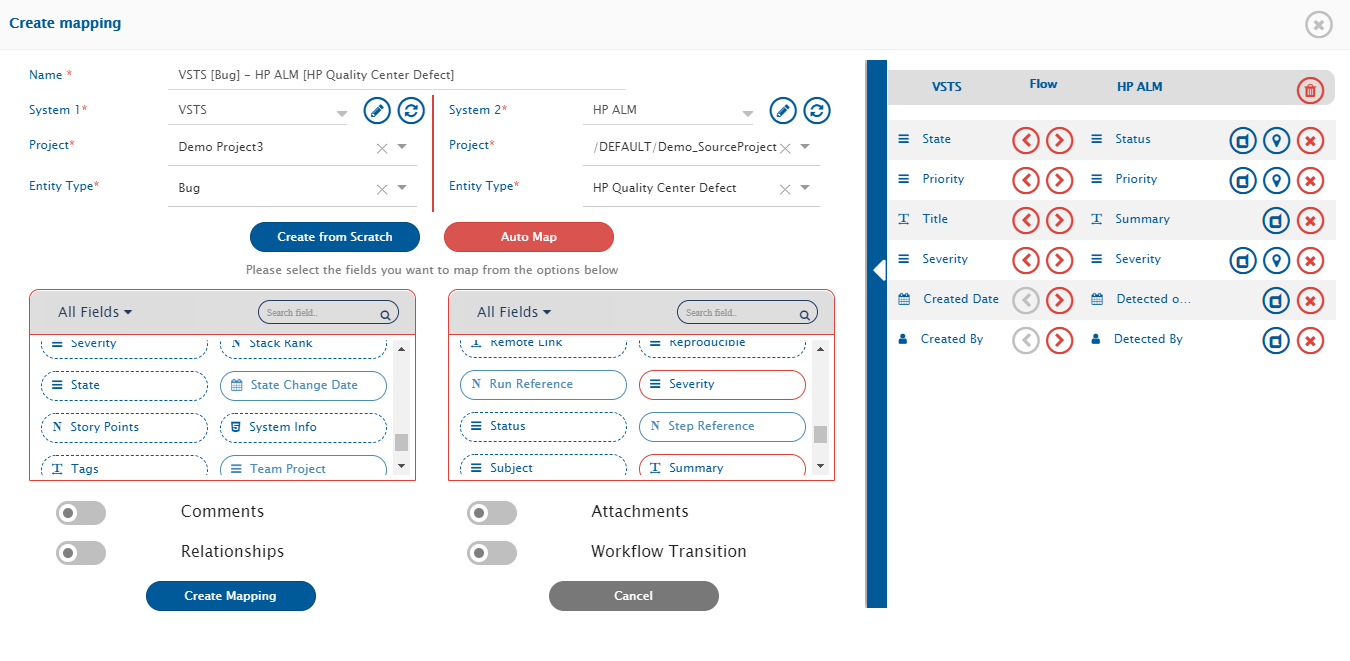 Create mapping
Name *
VSTS [Bug] - HP ALM [HP Quality Center Defect]
System 1*
VSTS
System 2*
HP ALM
Project*
Demo Project3
Project*
/DEFAULT/Demo_SourceProject
Entity Type*
Bug
Entity Type*
HP Quality Center Defect
Create from Scratch
Auto Map
Please select the fields you want to map from the options below
All Fields
Search field..
Severity
Stack Rank
State
State Change Date
N Story Points
System Info
Tags
Team Project
All Fields
Search field..
Remote Link
Reproducible
N Run Reference
Severity
Status
N Step Reference
Subject
Summary
Comments
Attachments
Relationships
Workflow Transition
Create Mapping
Cancel
VSTS
Flow
HP ALM
State
Status
Priority
Priority
Title
Summary
Severity
Severity
Created Date
Detected o...
Created By
Detected By